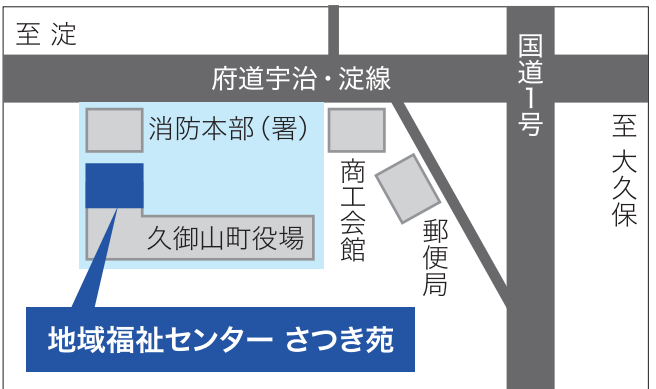 至 淀
府道宇治・淀線
国道1号
消防本部（署）
至 大久保
商工会館
郵便局
久御山町役場
地域福祉センター さつき苑